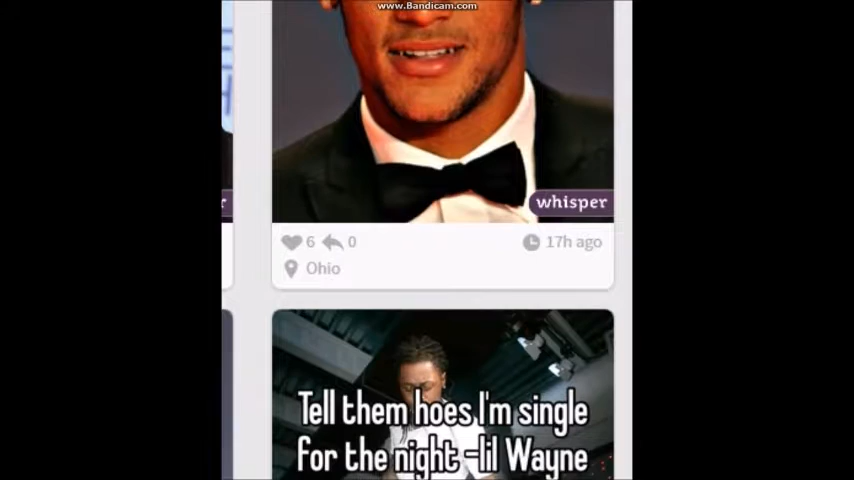 www.Bandicam.com
whisper
6 0 17h ago
Ohio
Tell them hoes I'm single
for the night -lil Wayne